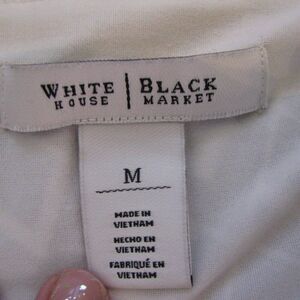 WHITE | BLACK
HOUSE MARKET
M
MADE IN
VIETNAM
HECHO EN
VIETNAM
FABRIQUÉ EN
VIETNAM